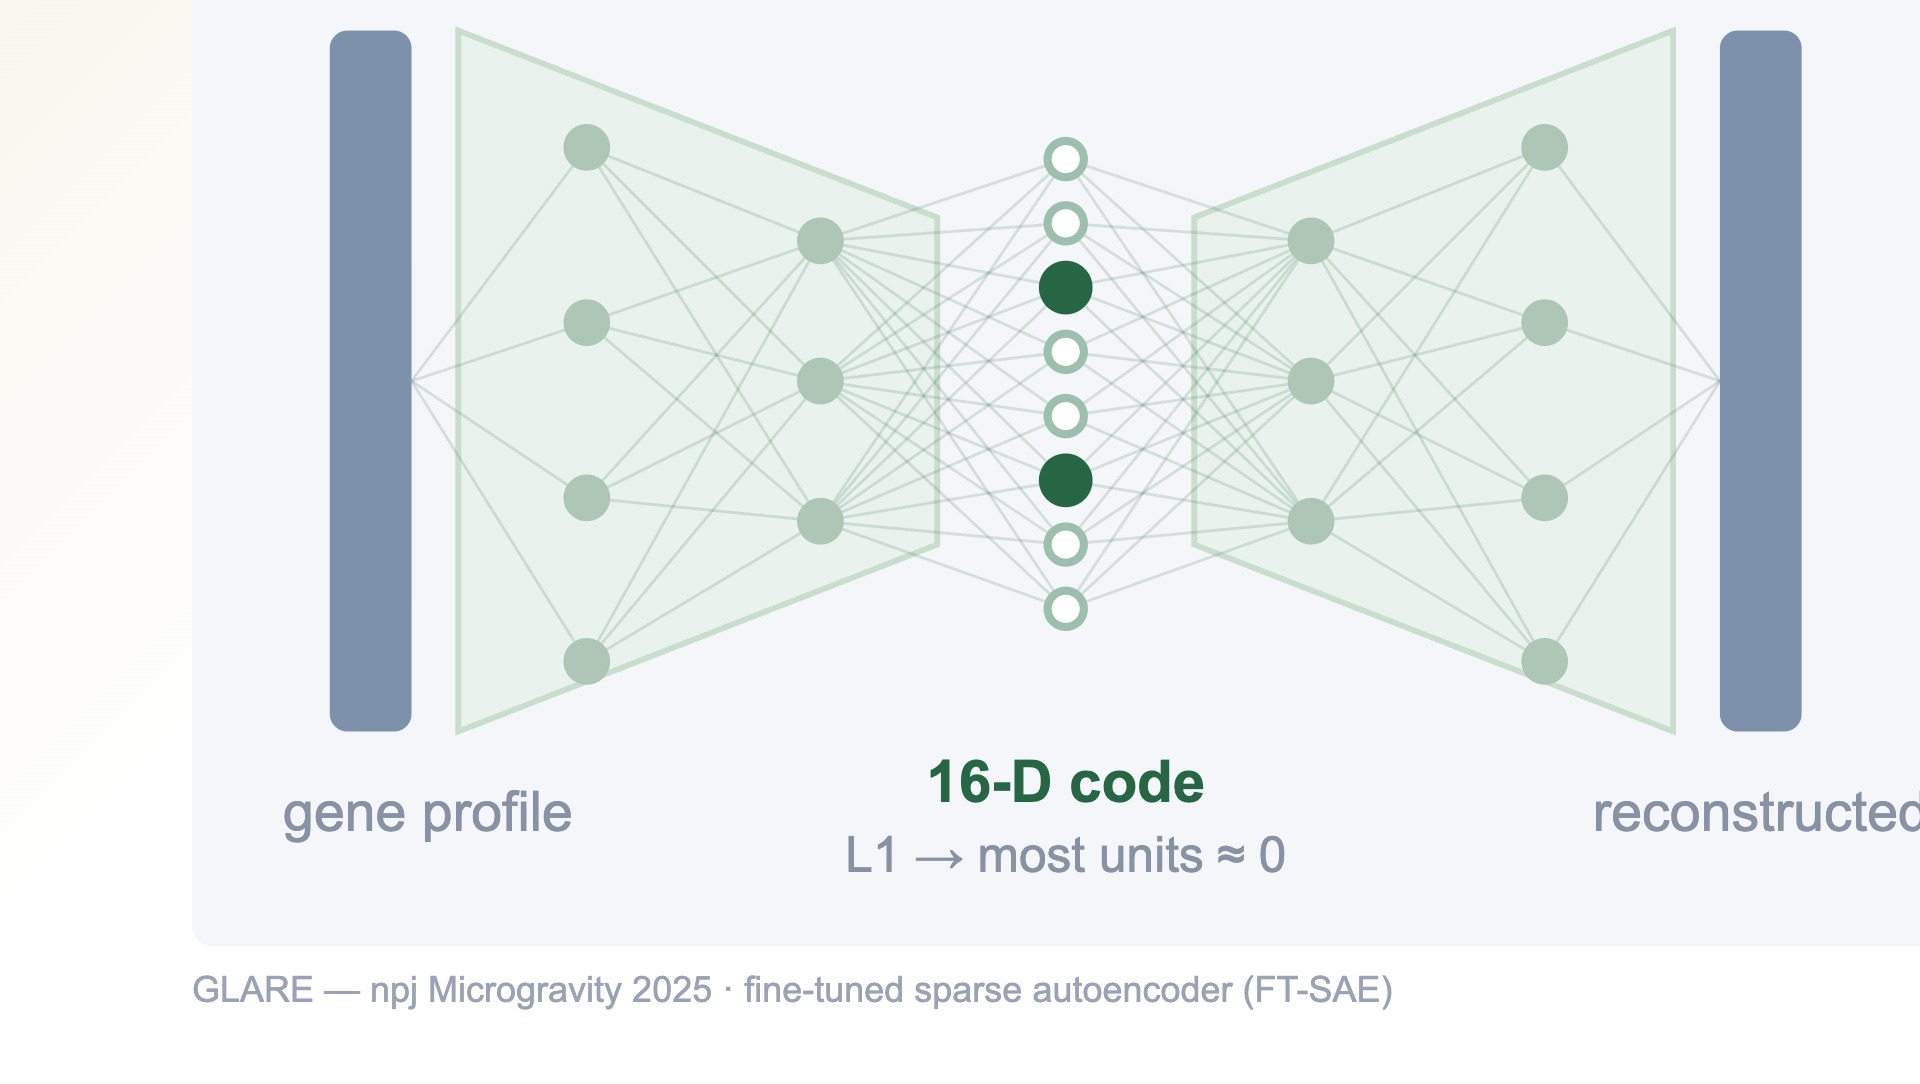 16-D code
gene profile
reconstructed
L1 → most units ≈ 0
GLARE — npj Microgravity 2025 · fine-tuned sparse autoencoder (FT-SAE)